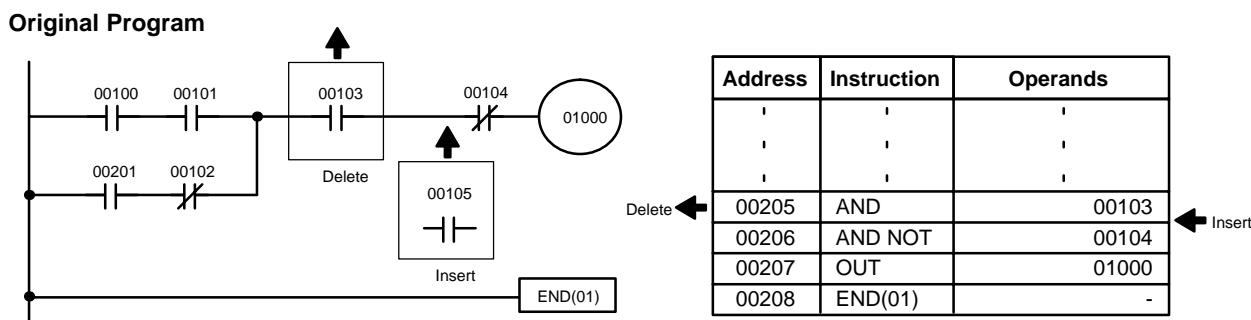 Original Program
00100 00101 00103 00104
01000
00201 00102
Delete
00105
Insert
END(01)
Address Instruction Operands
Delete 00205 AND 00103 Insert
00206 AND NOT 00104
00207 OUT 01000
00208 END(01) -